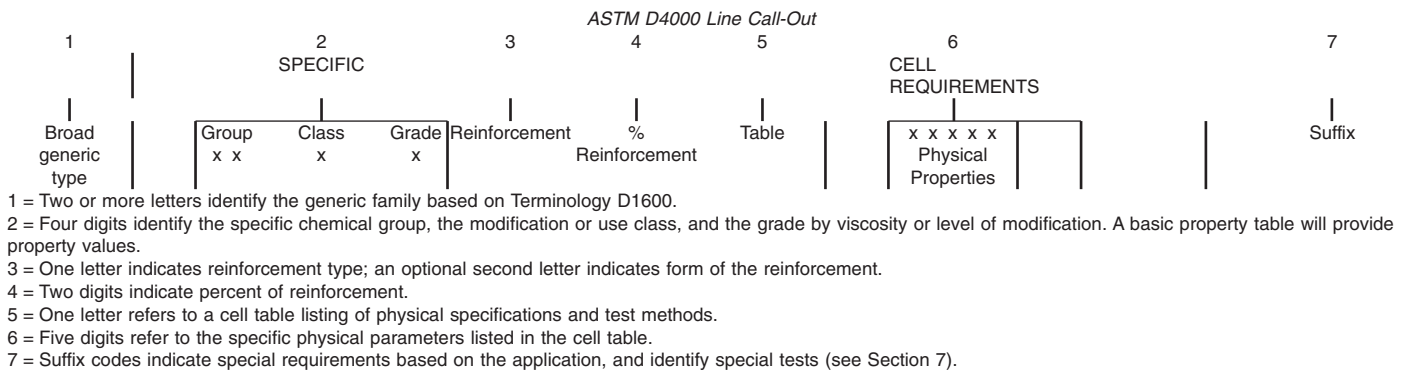 ASTM D4000 Line Call-Out
1 2 3 4 5 6 7
SPECIFIC CELL
REQUIREMENTS
Broad Group Class Grade Reinforcement % Table x x x x x Suffix
generic x x x x Reinforcement Physical
type Properties
1 = Two or more letters identify the generic family based on Terminology D1600.
2 = Four digits identify the specific chemical group, the modification or use class, and the grade by viscosity or level of modification. A basic property table will provide
property values.
3 = One letter indicates reinforcement type; an optional second letter indicates form of the reinforcement.
4 = Two digits indicate percent of reinforcement.
5 = One letter refers to a cell table listing of physical specifications and test methods.
6 = Five digits refer to the specific physical parameters listed in the cell table.
7 = Suffix codes indicate special requirements based on the application, and identify special tests (see Section 7).